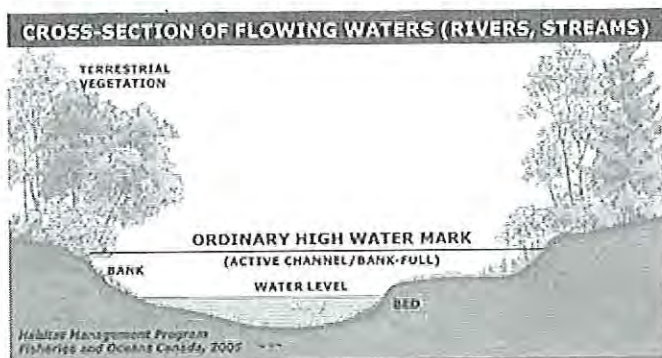 CROSS-SECTION OF FLOWING WATERS (RIVERS, STREAMS)
TERRESTRIAL
VEGETATION
ORDINARY HIGH WATER MARK
(ACTIVE CHANNEL/BANK-FULL)
BANK
WATER LEVEL
BED
Habitat Management Program
Fisheries and Oceans Canada, 2005